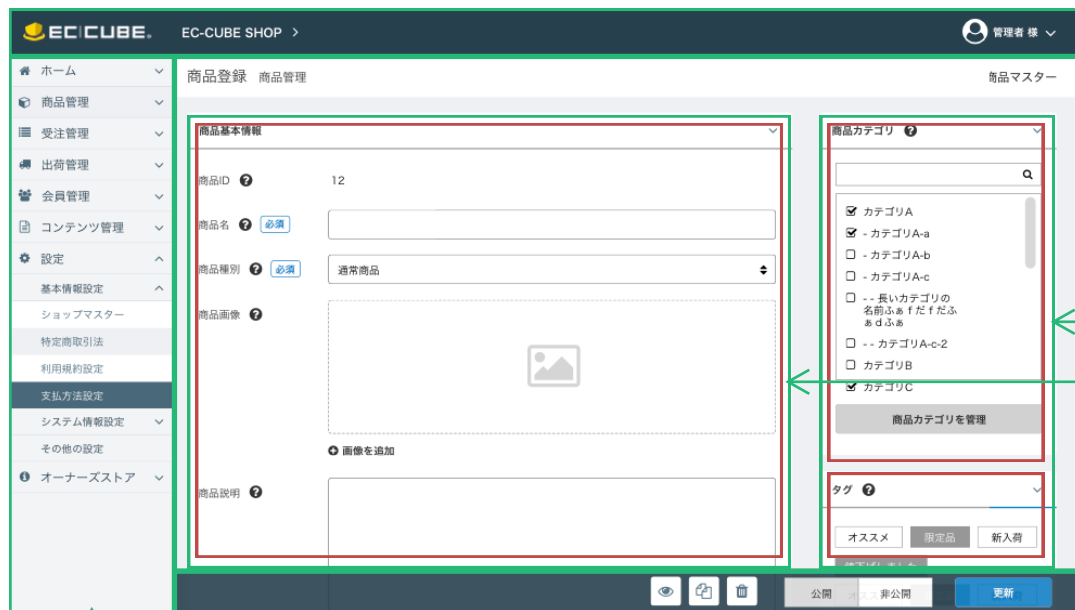 EC CUBE.
EC-CUBE SHOP >
管理者 様
ホーム
商品管理
受注管理
出荷管理
会員管理
コンテンツ管理
設定
基本情報設定
ショップマスター
特定商取引法
利用規約設定
支払方法設定
システム情報設定
その他の設定
オーナーズストア
商品登録 商品管理
商品マスター
商品基本情報
商品ID ? 12
商品名 ? 必須
商品種別 ? 必須 通常商品
商品画像 ?
画像を追加
商品説明 ?
商品カテゴリ ?
カテゴリA
- カテゴリA-a
- カテゴリA-b
- カテゴリA-c
- - 長いカテゴリの
名前ふぁfだfだふ
ぁdふぁ
- - カテゴリA-c-2
カテゴリB
カテゴリC
商品カテゴリを管理
タグ ?
オススメ 限定品 新入荷
公開 非公開 更新